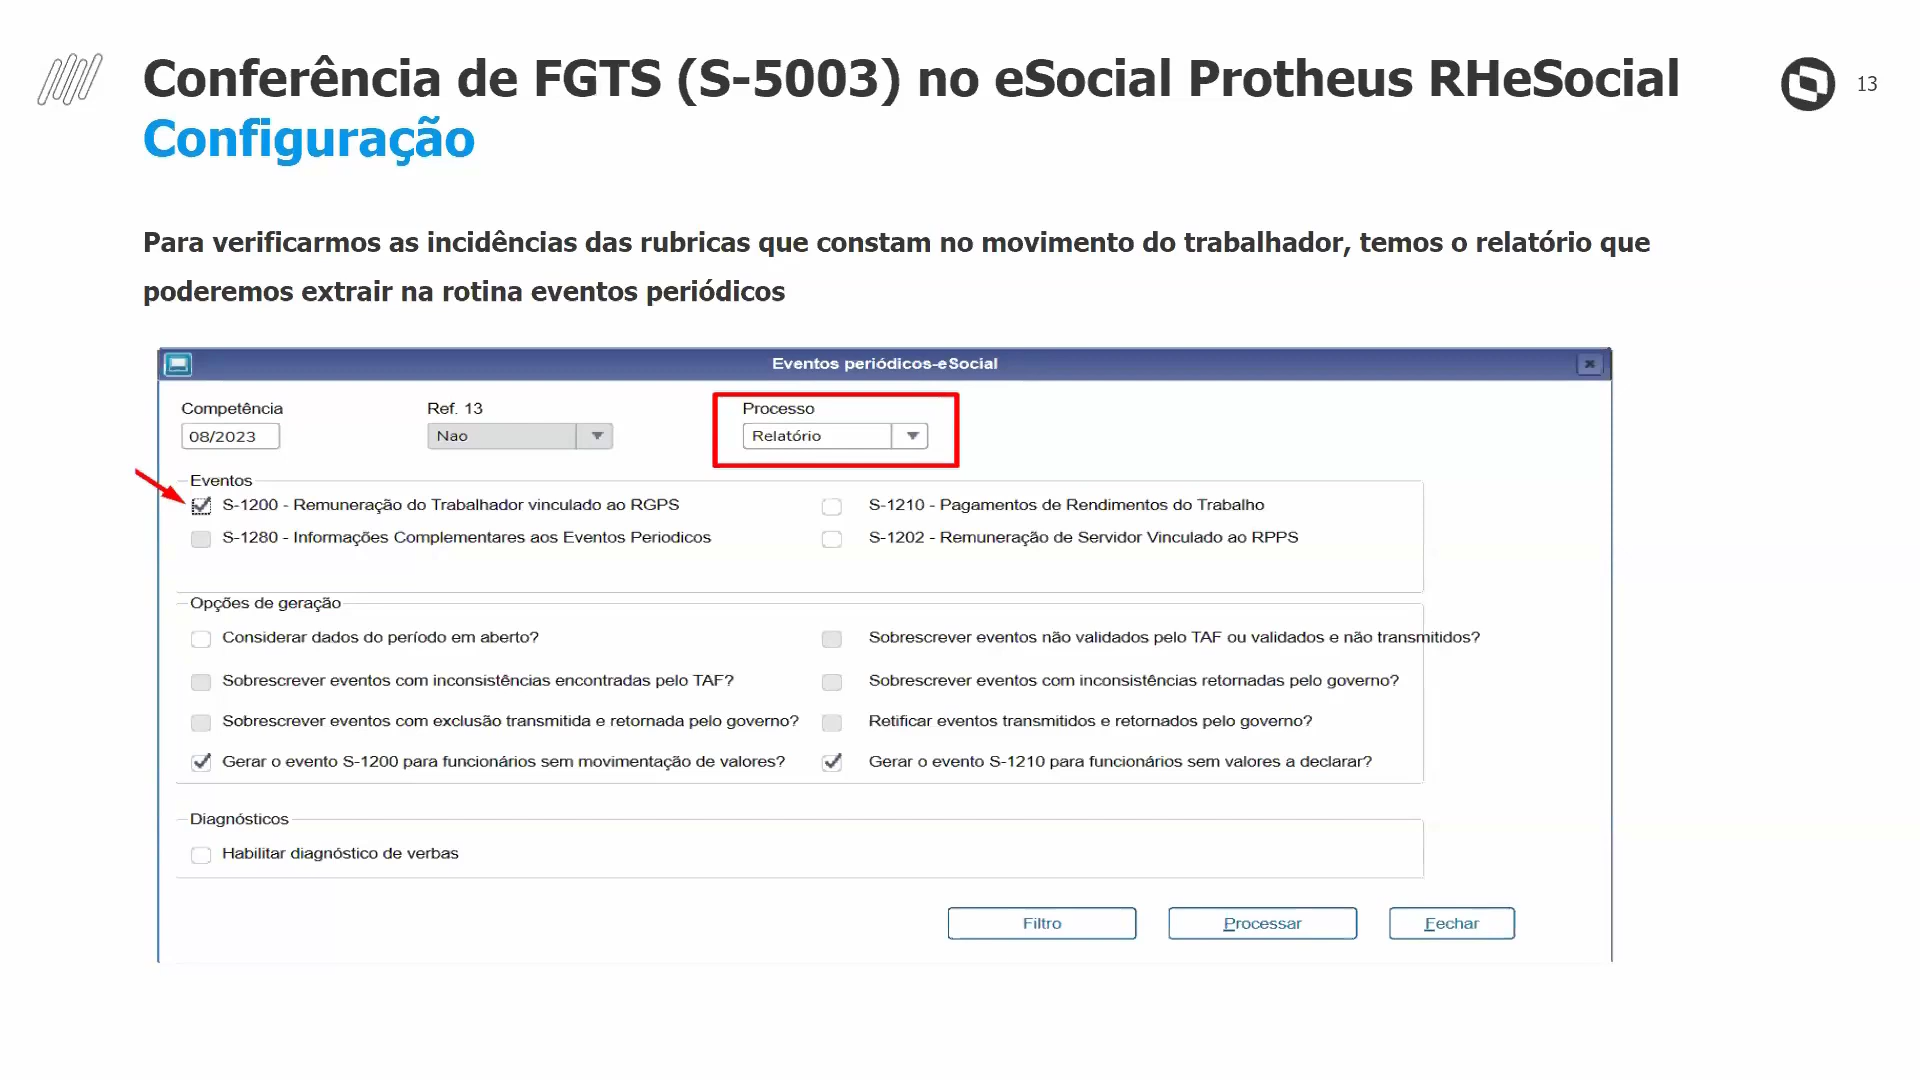 Conferência de FGTS (S-5003) no eSocial Protheus RHeSocial
13
Configuração
Para verificarmos as incidências das rubricas que constam no movimento do trabalhador, temos o relatório que
poderemos extrair na rotina eventos periódicos
Eventos periódicos-eSocial
Competência Ref. 13 Processo
08/2023 Nao Relatório
Eventos
S-1200 - Remuneração do Trabalhador vinculado ao RGPS S-1210 - Pagamentos de Rendimentos do Trabalho
S-1280 - Informações Complementares aos Eventos Periodicos S-1202 - Remuneração de Servidor Vinculado ao RPPS
Opções de geração
Considerar dados do período em aberto? Sobrescrever eventos não validados pelo TAF ou validados e não transmitidos?
Sobrescrever eventos com inconsistências encontradas pelo TAF? Sobrescrever eventos com inconsistências retornadas pelo governo?
Sobrescrever eventos com exclusão transmitida e retornada pelo governo? Retificar eventos transmitidos e retornados pelo governo?
Gerar o evento S-1200 para funcionários sem movimentação de valores? Gerar o evento S-1210 para funcionários sem valores a declarar?
Diagnósticos
Habilitar diagnóstico de verbas
Filtro Processar Fechar